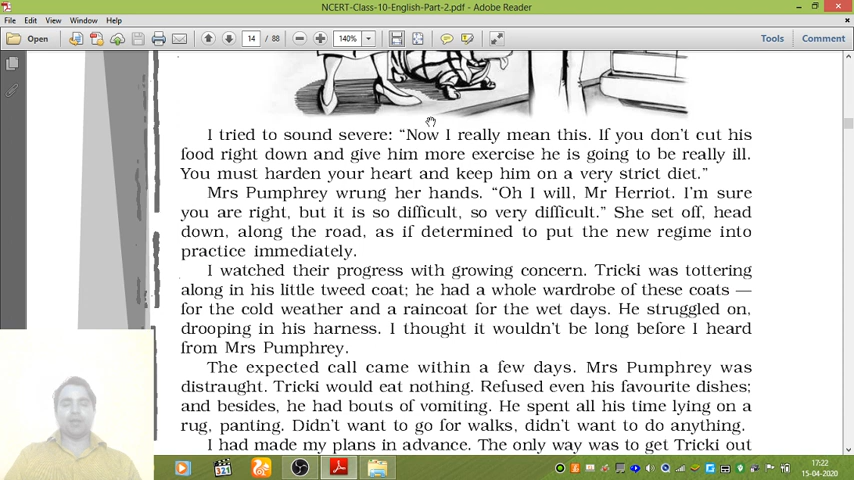 NCERT-Class-10-English-Part-2.pdf - Adobe Reader
File Edit View Window Help
Open 14 / 88 140% Tools Comment
I tried to sound severe: “Now I really mean this. If you don’t cut his
food right down and give him more exercise he is going to be really ill.
You must harden your heart and keep him on a very strict diet.”
Mrs Pumphrey wrung her hands. “Oh I will, Mr Herriot. I’m sure
you are right, but it is so difficult, so very difficult.” She set off, head
down, along the road, as if determined to put the new regime into
practice immediately.
I watched their progress with growing concern. Tricki was tottering
along in his little tweed coat; he had a whole wardrobe of these coats —
for the cold weather and a raincoat for the wet days. He struggled on,
drooping in his harness. I thought it wouldn’t be long before I heard
from Mrs Pumphrey.
The expected call came within a few days. Mrs Pumphrey was
distraught. Tricki would eat nothing. Refused even his favourite dishes;
and besides, he had bouts of vomiting. He spent all his time lying on a
rug, panting. Didn’t want to go for walks, didn’t want to do anything.
I had made my plans in advance. The only way was to get Tricki out
321
17:22
15-04-2020